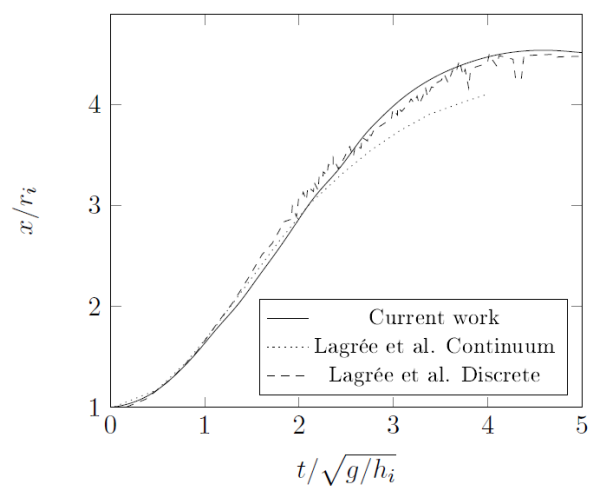 4
3
2
1
x/r_i
0
1
2
3
4
5
t/√g/h_i
Current work
Lagrée et al. Continuum
Lagrée et al. Discrete